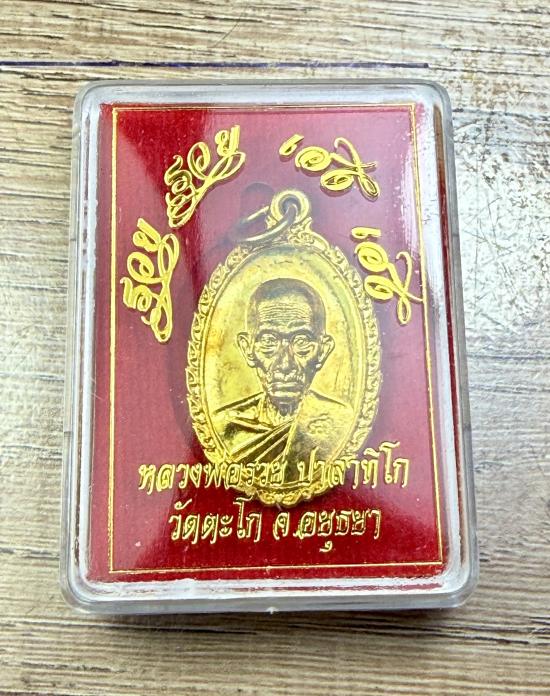 รวย รวย เฮง เฮง
หลวงพ่อรวย ปาสาทิโก
วัดตะโก จ.อยุธยา